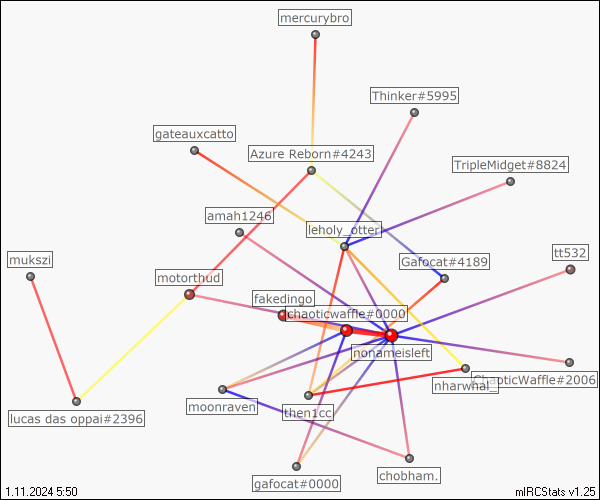 mercurybro
Thinker#5995
gateauxcatto
Azure Reborn#4243
TripleMidget#8824
amah1246
leholy_otter
tt532
mukszi
Gafocat#4189
motorthud
fakedingo
chaoticwaffle#0000
nonameisleft
ChaoticWaffle#2006
nharwhal_
moonraven
then1cc
lucas das oppai#2396
chobham.
gafocat#0000
1.11.2024 5:50
mIRCStats v1.25